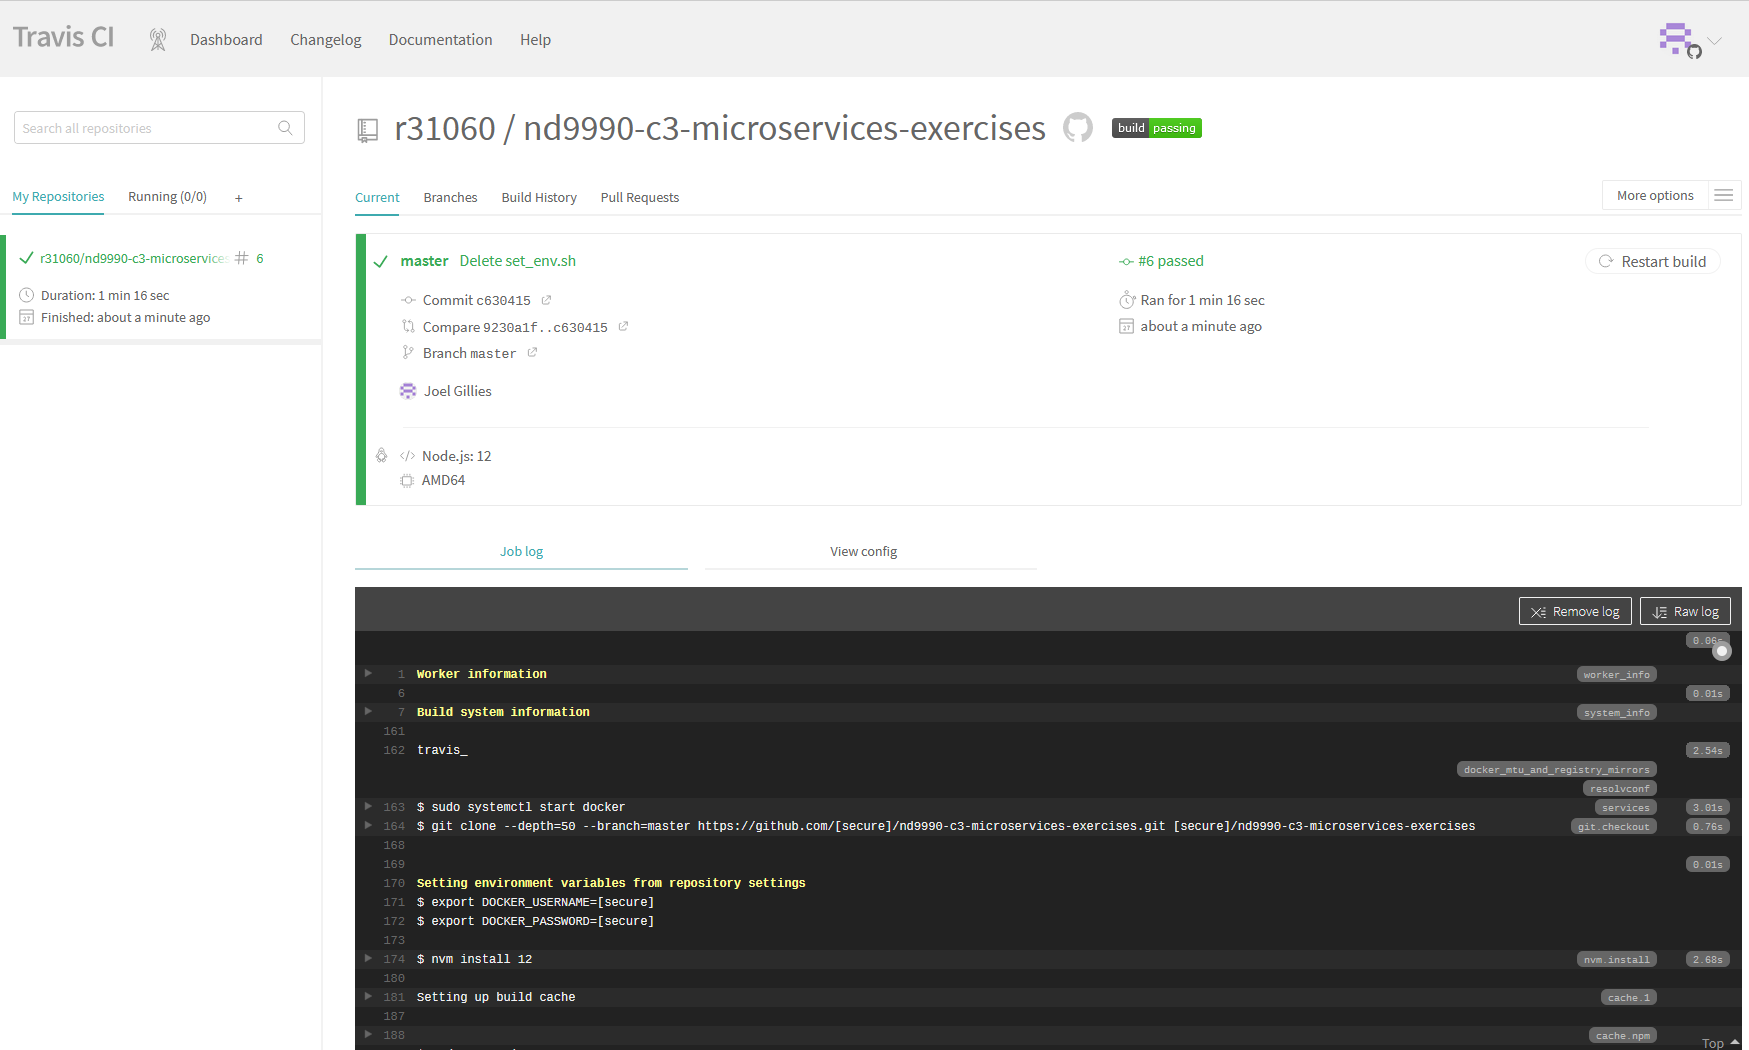 Travis CI
Dashboard
Changelog
Documentation
Help
Search all repositories
My Repositories
Running (0/0)
+
r31060/nd9990-c3-microservices
# 6
Duration: 1 min 16 sec
Finished: about a minute ago
r31060 / nd9990-c3-microservices-exercises
build passing
Current
Branches
Build History
Pull Requests
More options
master Delete set_env.sh
Commit c630415
Compare 9230a1f..c630415
Branch master
Joel Gillies
#6 passed
Ran for 1 min 16 sec
about a minute ago
Restart build
Node.js: 12
AMD64
Job log
View config
Remove log
Raw log
0.06s
1 Worker information worker_info
6 0.01s
7 Build system information system_info
161
162 travis_ 2.54s
docker_mtu_and_registry_mirrors
resolvconf
163 $ sudo systemctl start docker services 3.01s
164 $ git clone --depth=50 --branch=master https://github.com/[secure]/nd9990-c3-microservices-exercises.git [secure]/nd9990-c3-microservices-exercises git.checkout 0.76s
168
169 0.01s
170 Setting environment variables from repository settings
171 $ export DOCKER_USERNAME=[secure]
172 $ export DOCKER_PASSWORD=[secure]
173
174 $ nvm install 12 nvm.install 2.68s
180
181 Setting up build cache cache.1
187
188 cache.npm
Top